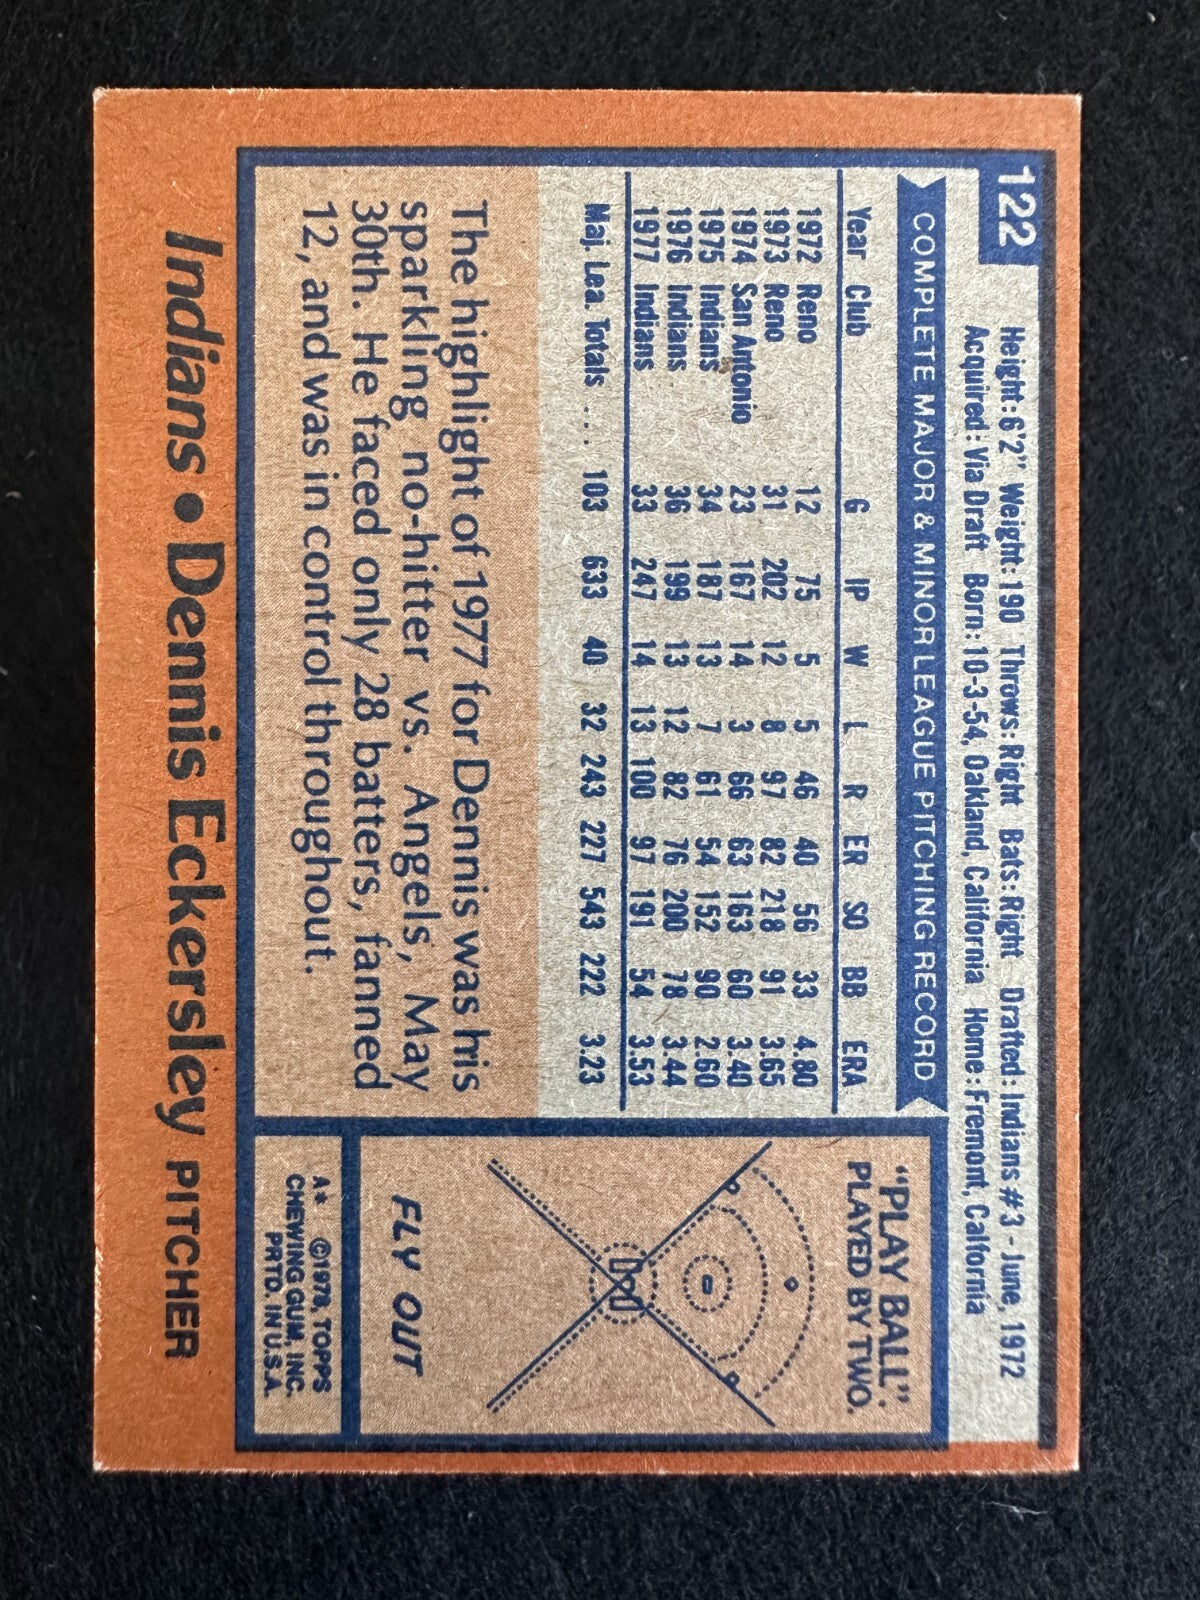 122
Height: 6'2" Weight: 190 Throws: Right Bats: Right Drafted: Indians #3 - June, 1972
Acquired: Via Draft Born: 10-3-54, Oakland, California Home: Fremont, California
COMPLETE MAJOR & MINOR LEAGUE PITCHING RECORD
Year Club G IP W L R ER SO BB ERA
1972 Reno 12 75 5 5 46 40 56 33 4.80
1973 Reno 31 202 12 8 97 82 218 91 3.65
1974 San Antonio 23 167 14 3 66 63 163 60 3.40
1975 Indians 34 187 13 7 61 54 152 90 2.60
1976 Indians 36 199 13 12 82 76 200 78 3.44
1977 Indians 33 247 14 13 100 97 191 54 3.53
Maj. Lea. Totals .... 103 633 40 32 243 227 543 222 3.23
The highlight of 1977 for Dennis was his
sparkling no-hitter vs. Angels, May
30th. He faced only 28 batters, fanned
12, and was in control throughout.
"PLAY BALL".
PLAYED BY TWO.
FLY OUT
A* ©1978, TOPPS
CHEWING GUM, INC.
PRTD. IN U.S.A.
Indians • Dennis Eckersley PITCHER